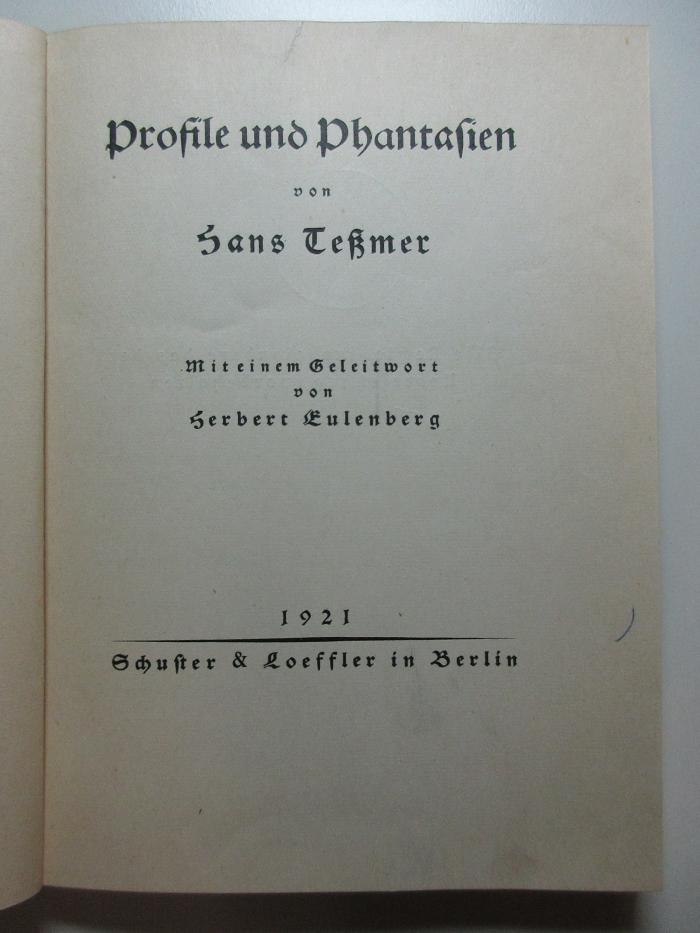 Profile und Phantasien
von
Hans Teßmer
Mit einem Geleitwort
von
Herbert Eulenberg
1921
Schuster & Loeffler in Berlin